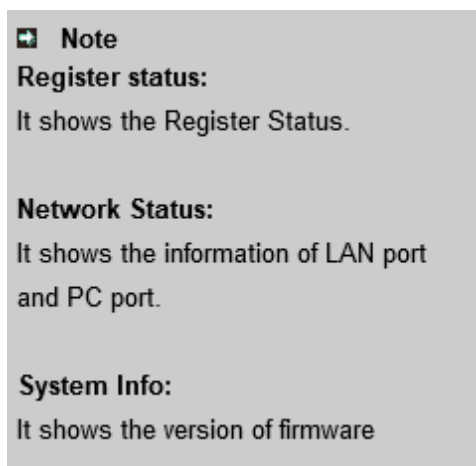 Note
Register status:
It shows the Register Status.
Network Status:
It shows the information of LAN port
and PC port.
System Info:
It shows the version of firmware